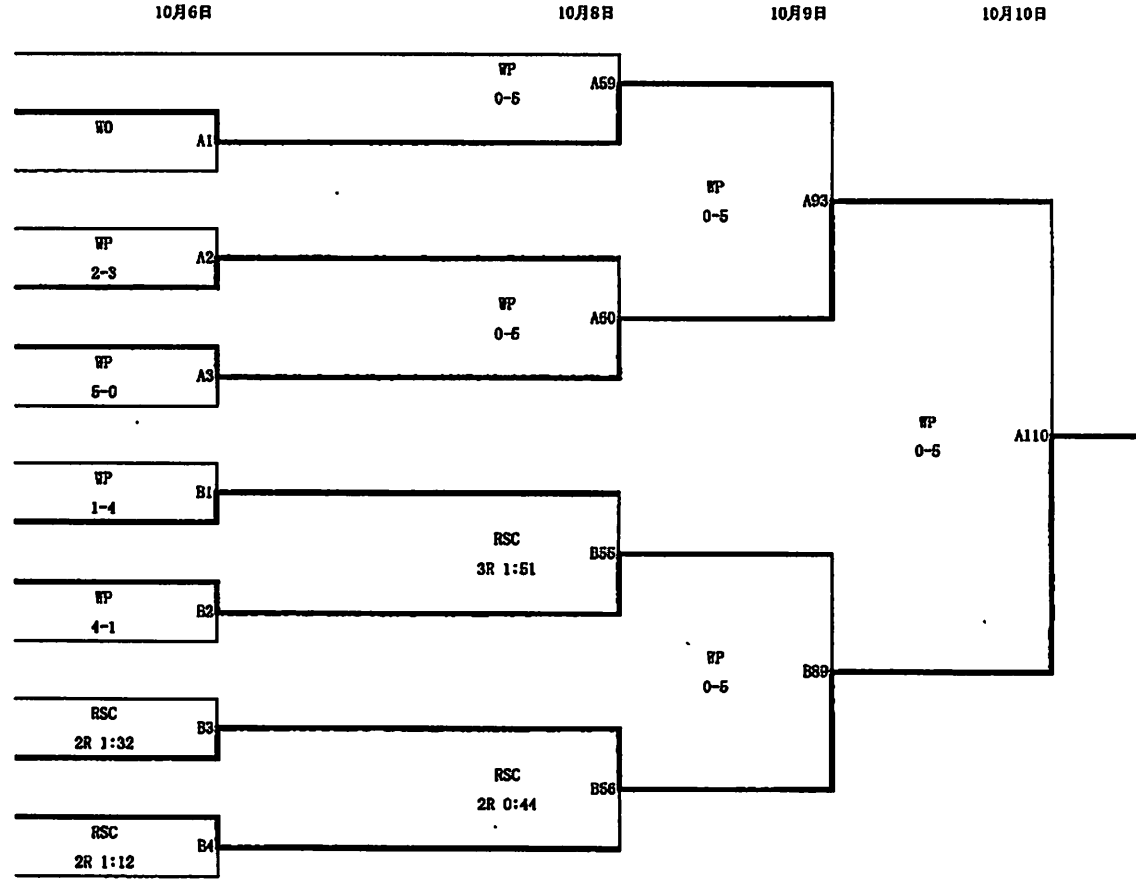 10月6日 10月8日 10月9日 10月10日
WP
0-5
A59
WO
A1
WP
0-5
A93
WP
2-3
A2
WP
0-5
A60
WP
5-0
A3
WP
0-5
A110
WP
1-4
B1
RSC
3R 1:51
B55
WP
4-1
B2
WP
0-5
B89
RSC
2R 1:32
B3
RSC
2R 0:44
B56
RSC
2R 1:12
B4